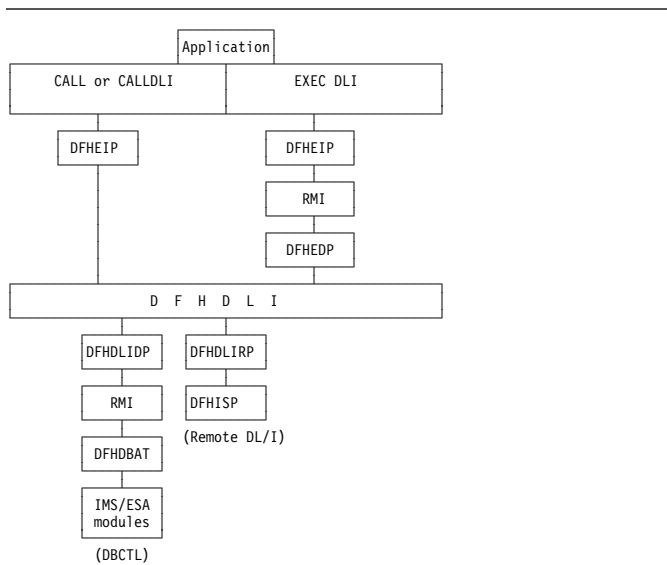 Application
CALL or CALLDLI
EXEC DLI
DFHEIP
DFHEIP
RMI
DFHEDP
D F H D L I
DFHDLIDP
DFHDLIRP
RMI
DFHISP
(Remote DL/I)
DFHDBAT
IMS/ESA
modules
(DBCTL)